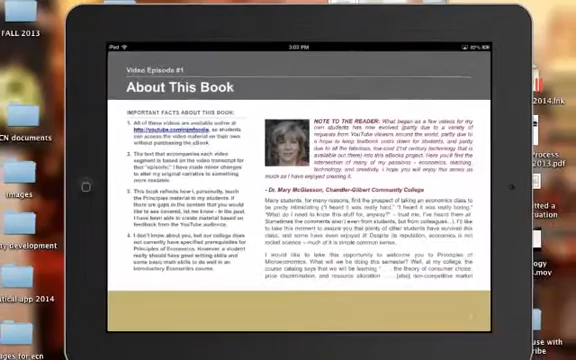 FALL 2013
iPad
3:03 PM
Video Episode #1
About This Book
IMPORTANT FACTS ABOUT THIS BOOK:
1. All of these videos are available online at
so students
can access the video material on their own
without purchasing the eBook.
2. The text that accompanies each video
segment is based on the video transcript for
that "episode." I have made minor changes
to alter my original narrative to something
more readable.
3. This book reflects how I, personally, teach
the Principles material to my students. If
there are gaps in the content that you would
like to see covered, let me know - in the past
I have been able to create material based on
feedback from the YouTube audience.
4. I don't know about you, but our college does
not currently have specified prerequisites for
Principles of Economics. However, a student
really should have good writing skills and
some basic math skills to do well in an
Introductory Economics course.
NOTE TO THE READER: What began as a few videos for my
own students has now evolved (partly due to a variety of
requests from YouTube viewers around the world, partly due to
a hope to keep textbook costs down for students, and partly
due to all the fabulous, low-cost 21st century technology that is
available out there) into this eBooks project. Here you'll find the
intersection of many of my passions - economics, teaching,
technology, and creativity. I hope you will enjoy this series as
much as I have enjoyed creating it.
- Dr. Mary McGlasson, Chandler-Gilbert Community College
Many students, for many reasons, find the prospect of taking an economics class to
be pretty intimidating ("I heard it was really hard." "I heard it was really boring."
"What do I need to know this stuff for, anyway?" - trust me, I've heard them all.
Sometimes the comments aren't even from students, but from colleagues...). I'd like
to take this moment to assure you that plenty of other students have survived this
class, and some have even enjoyed it! Despite its reputation, economics is not
rocket science - much of it is simple common sense.
I would like to take this opportunity to welcome you to Principles of
Microeconomics. What will we be doing this semester? Well, at my college, the
course catalog says that we will be learning "... the theory of consumer choice,
price discrimination, and resource allocation ... [also] non-competitive market
CN documents
images
my development
2014
for ecn
Process
2013.pdf
mitted a
uation
.mov
use with
ribe